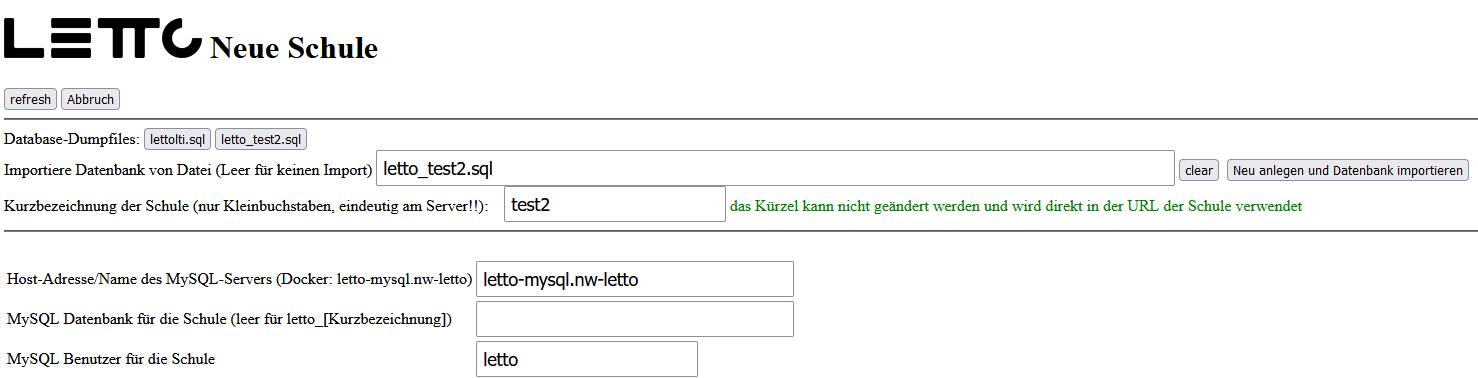 LETTO Neue Schule
refresh Abbruch
Database-Dumpfiles: lettolti.sql letto_test2.sql
Importiere Datenbank von Datei (Leer für keinen Import) letto_test2.sql clear Neu anlegen und Datenbank importieren
Kurzbezeichnung der Schule (nur Kleinbuchstaben, eindeutig am Server!!): test2 das Kürzel kann nicht geändert werden und wird direkt in der URL der Schule verwendet
Host-Adresse/Name des MySQL-Servers (Docker: letto-mysql.nw-letto) letto-mysql.nw-letto
MySQL Datenbank für die Schule (leer für letto_[Kurzbezeichnung])
MySQL Benutzer für die Schule letto